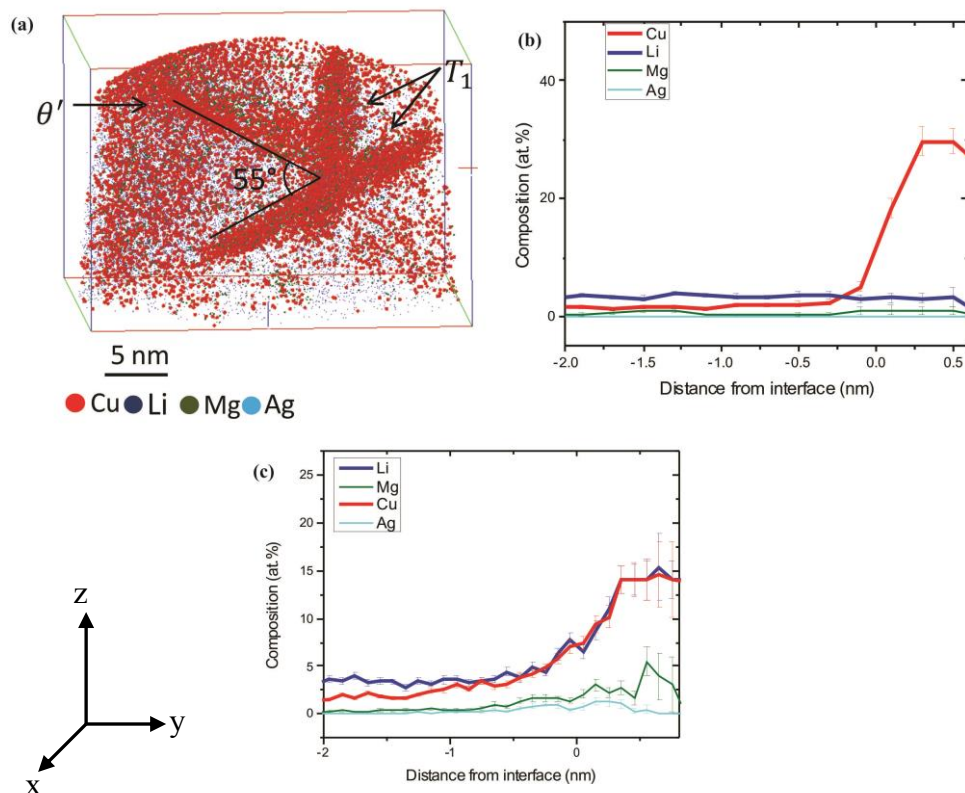 (a)
θ′
T₁
55°
5 nm
Cu Li Mg Ag
(b)
Cu
Li
Mg
Ag
Composition (at.%)
40
20
0
-2.0 -1.5 -1.0 -0.5 0.0 0.5
Distance from interface (nm)
(c)
Li
Mg
Cu
Ag
Composition (at.%)
25
20
15
10
5
0
-2 -1 0
Distance from interface (nm)
z
y
x